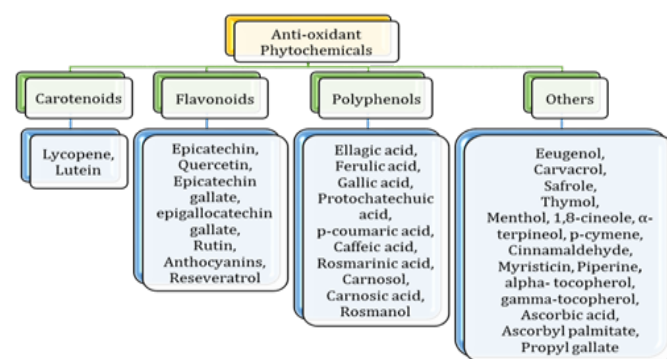 Anti-oxidant
Phytochemicals
Carotenoids
Flavonoids
Polyphenols
Others
Lycopene,
Lutein
Epicatechin,
Quercetin,
Epicatechin
gallate,
epigallocatechin
gallate,
Rutin,
Anthocyanins,
Reseveratrol
Ellagic acid,
Ferulic acid,
Gallic acid,
Protochatechuic
acid,
p-coumaric acid,
Caffeic acid,
Rosmarinic acid,
Carnosol,
Carnosic acid,
Rosmanol
Eeugenol,
Carvacrol,
Safrole,
Thymol,
Menthol, 1,8-cineole, α-
terpineol, p-cymene,
Cinnamaldehyde,
Myristicin, Piperine,
alpha- tocopherol,
gamma-tocopherol,
Ascorbic acid,
Ascorbyl palmitate,
Propyl gallate